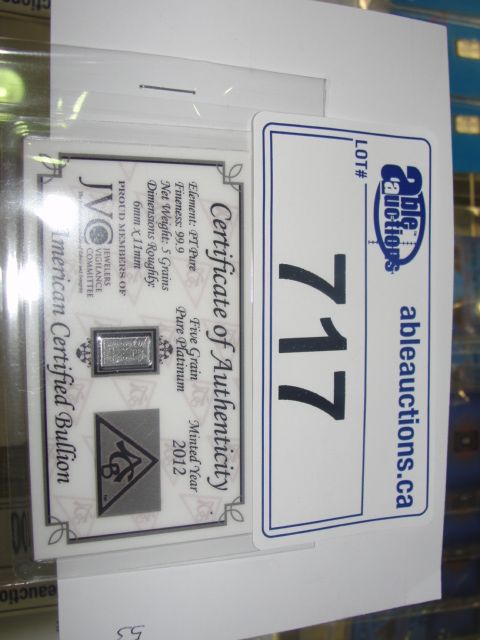 able
auctions
ableauctions.ca
LOT#
717
Certificate of Authenticity
Element: PT Pure
Fineness: 99.9
Net Weight: 5 Grains
Dimensions Roughly:
6mm X 11mm
Five Grain
Pure Platinum
Minted Year
2012
PROUD MEMBERS OF
JVC
JEWELERS
VIGILANCE
COMMITTEE
American Certified Bullion
53